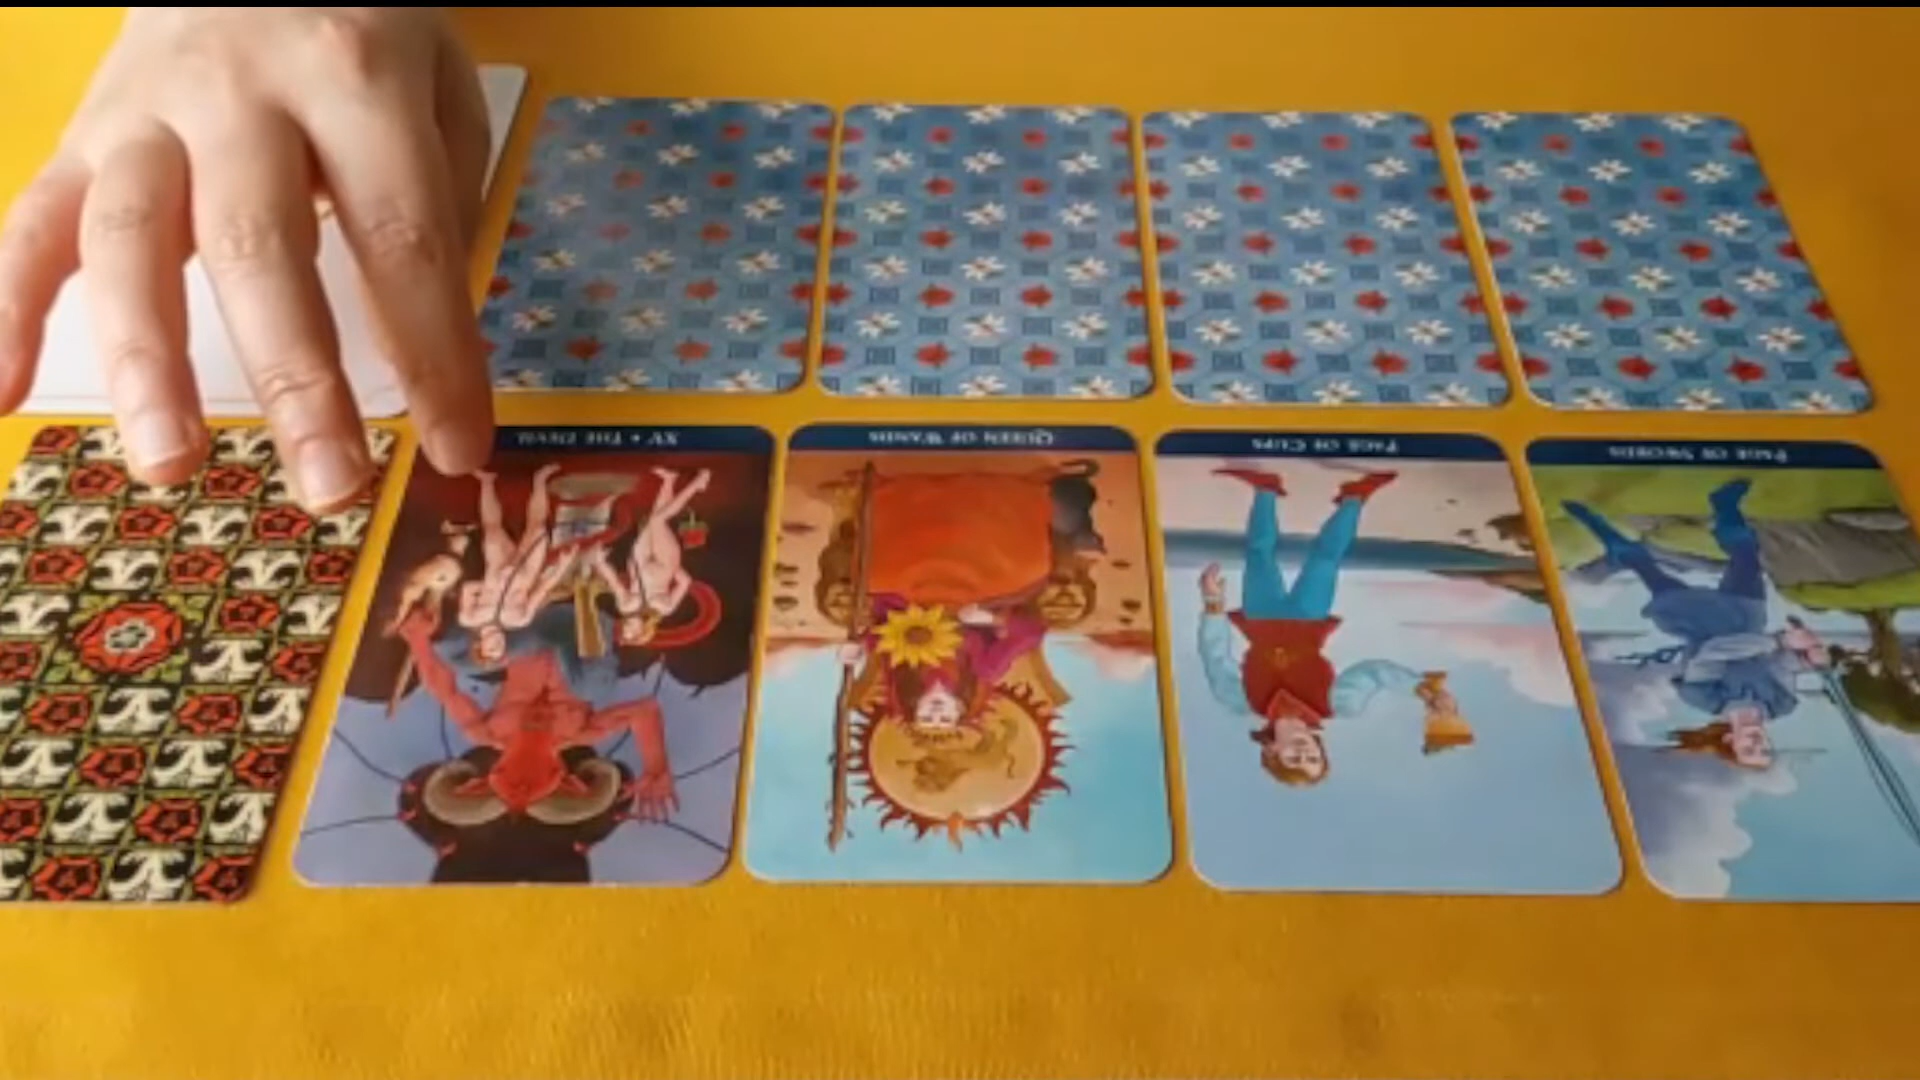 XV • THE DEVIL
QUEEN OF WANDS
PAGE OF CUPS
PAGE OF SWORDS